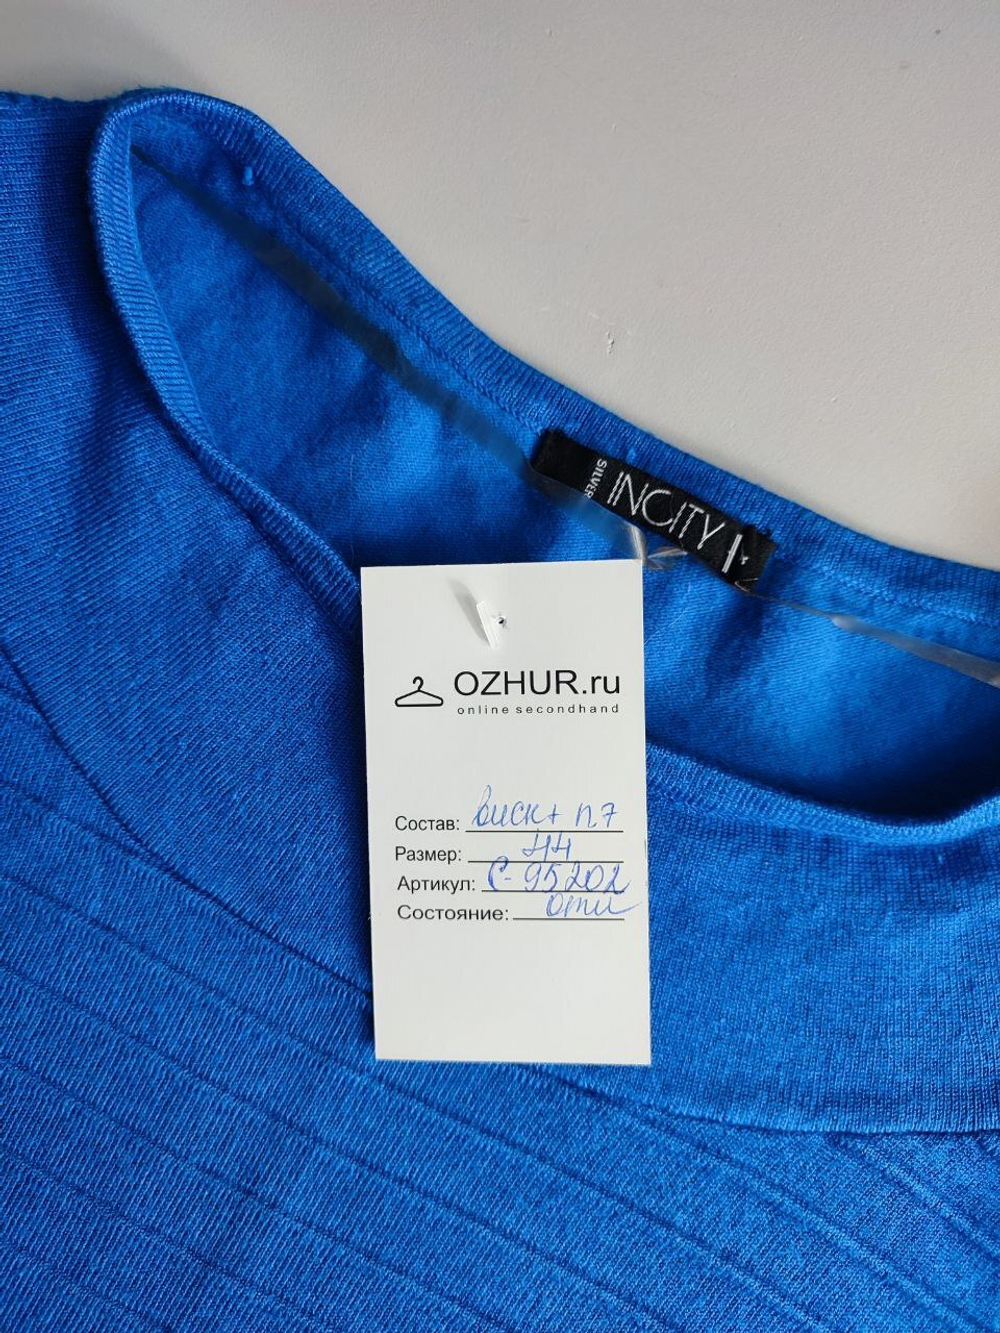 SILVER
INCITY
OZHUR.ru
online secondhand
Состав: виск+ п7
Размер: 44
Артикул: С-95202
Состояние: отл